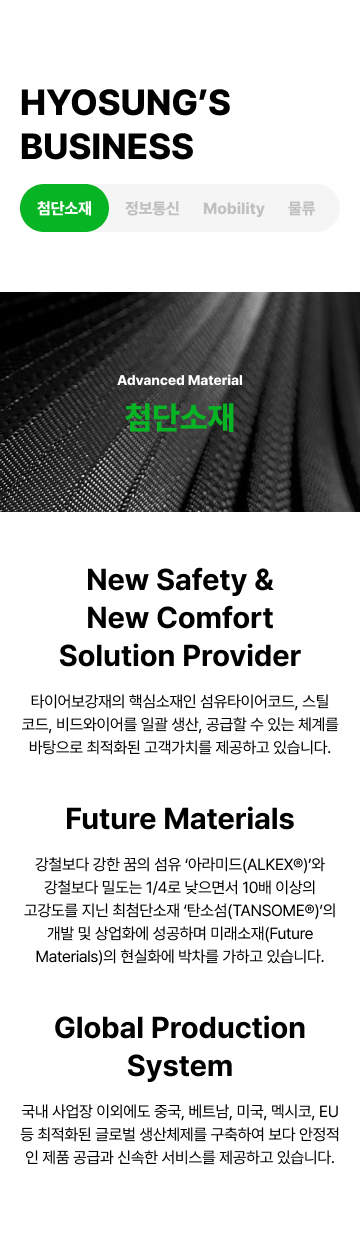 HYOSUNG’S
BUSINESS
첨단소재 정보통신 Mobility 물류
Advanced Material
첨단소재
New Safety &
New Comfort
Solution Provider
타이어보강재의 핵심소재인 섬유타이어코드, 스틸
코드, 비드와이어를 일괄 생산, 공급할 수 있는 체계를
바탕으로 최적화된 고객가치를 제공하고 있습니다.
Future Materials
강철보다 강한 꿈의 섬유 ‘아라미드(ALKEX®)’와
강철보다 밀도는 1/4로 낮으면서 10배 이상의
고강도를 지닌 최첨단소재 ‘탄소섬(TANSOME®)’의
개발 및 상업화에 성공하며 미래소재(Future
Materials)의 현실화에 박차를 가하고 있습니다.
Global Production
System
국내 사업장 이외에도 중국, 베트남, 미국, 멕시코, EU
등 최적화된 글로벌 생산체제를 구축하여 보다 안정적
인 제품 공급과 신속한 서비스를 제공하고 있습니다.